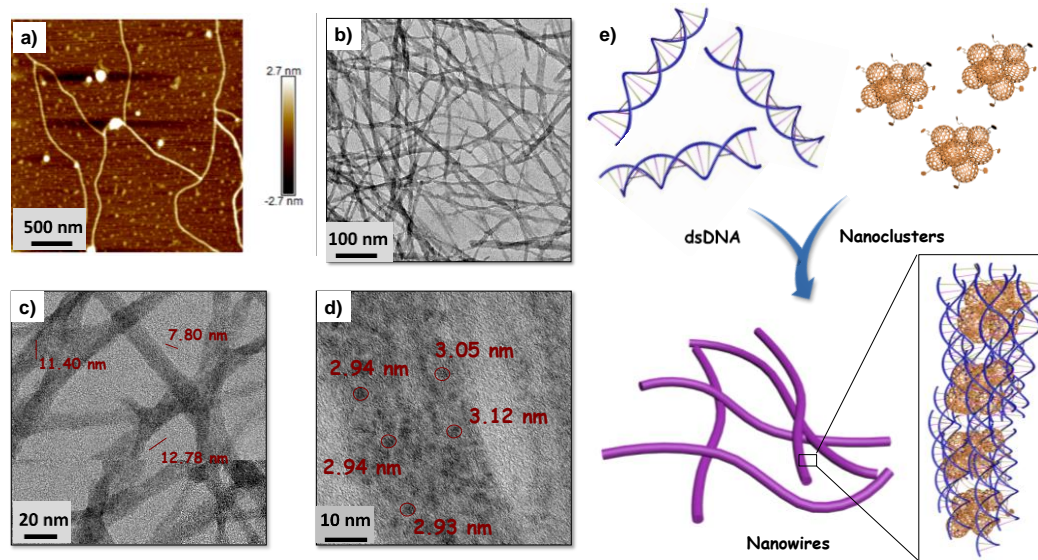 a)
2.7 nm
-2.7 nm
500 nm
b)
100 nm
c)
7.80 nm
11.40 nm
12.78 nm
20 nm
d)
3.05 nm
2.94 nm
3.12 nm
2.94 nm
2.93 nm
10 nm
e)
dsDNA
Nanoclusters
Nanowires